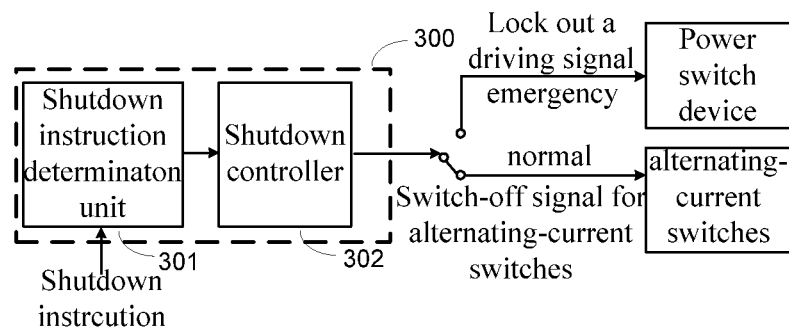 300
Shutdown
instruction
determinaton
unit
301
Shutdown
instrcution
Shutdown
controller
302
Lock out a
driving signal
emergency
Power
switch
device
normal
Switch-off signal for
alternating-current
switches
alternating-
current
switches